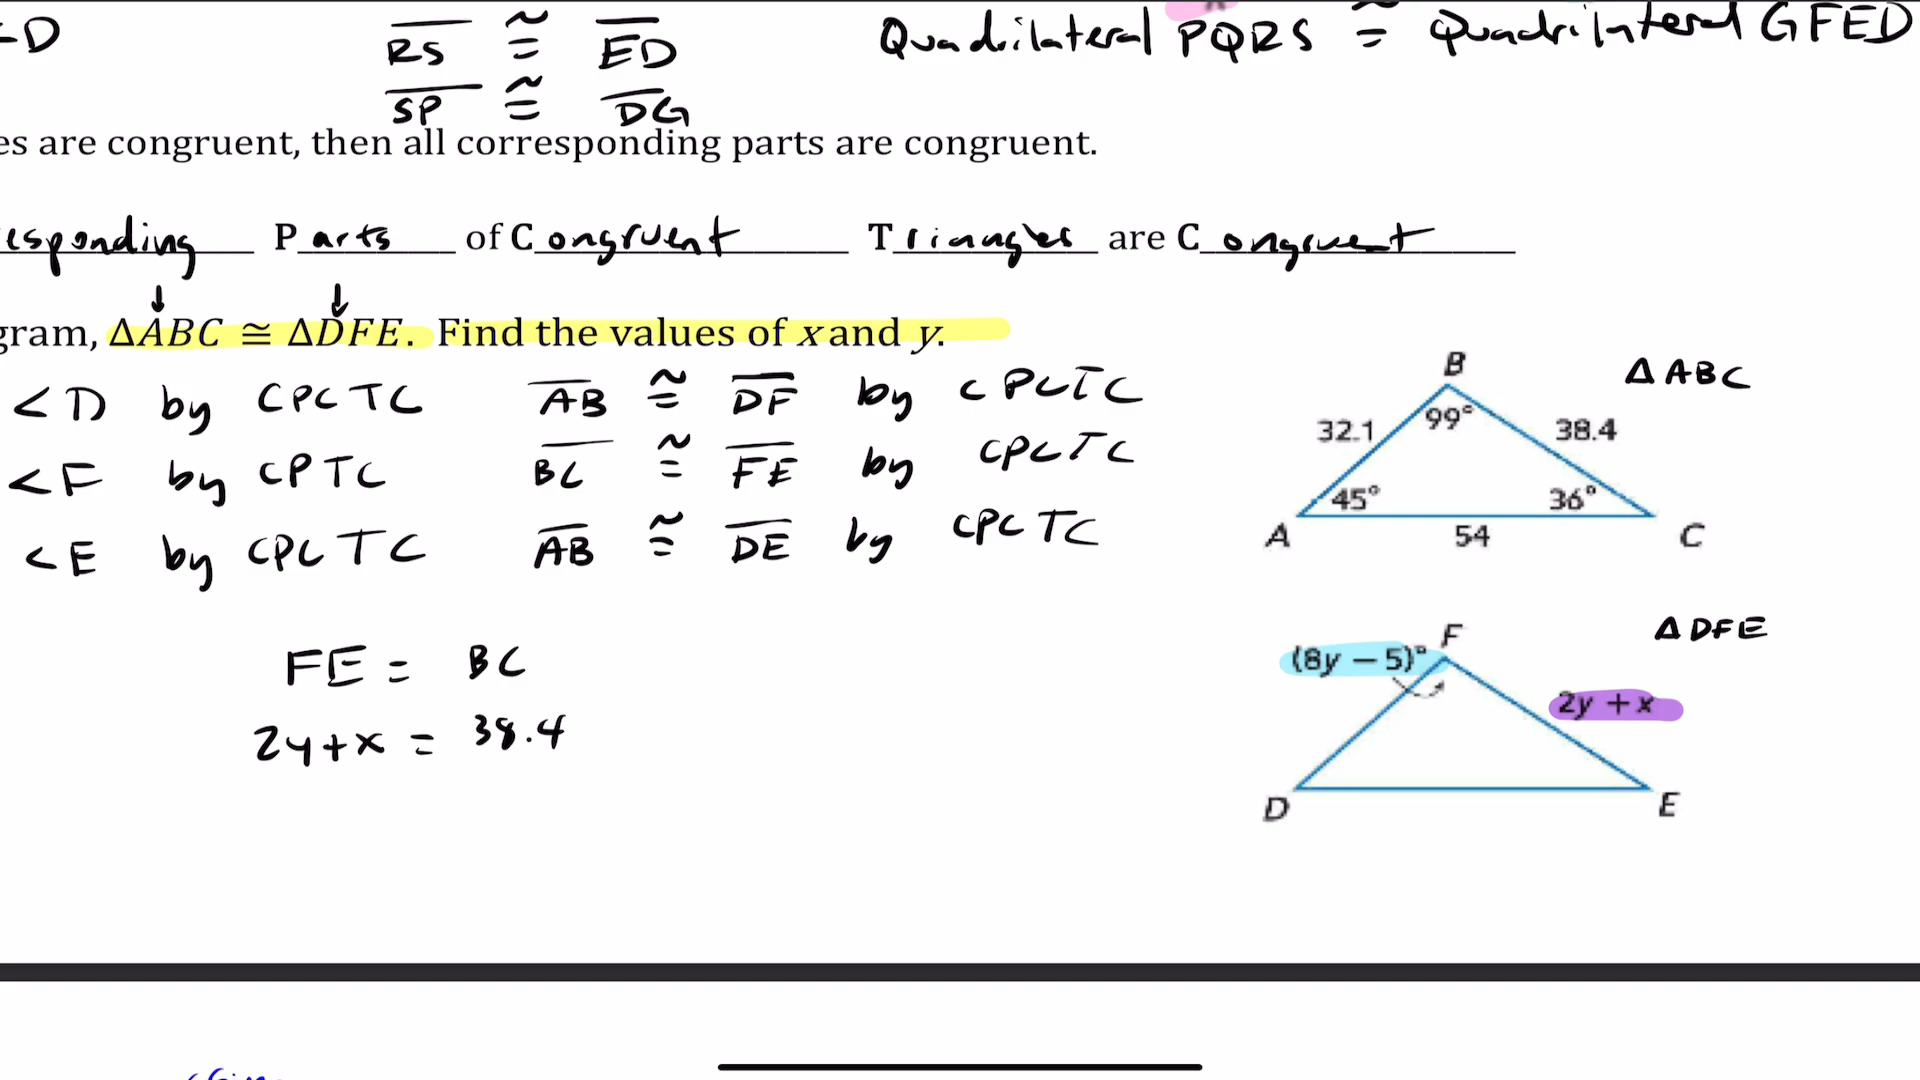 RS ≅ ED
Quadrilateral PQRS ≅ Quadrilateral GFED
SP ≅ DG
es are congruent, then all corresponding parts are congruent.
esponding Parts of Congruent Triangles are Congruent
gram, ΔABC ≅ ΔDFE. Find the values of x and y.
<D by CPCTC
AB ≅ DF by CPCTC
<F by CPTC
BC ≅ FE by CPCTC
<E by CPCTC
AB ≅ DE by CPCTC
FE = BC
2y+x = 38.4
B
ΔABC
32.1
99°
38.4
45°
36°
A
54
C
F
ΔDFE
(8y – 5)°
2y + x
D
E